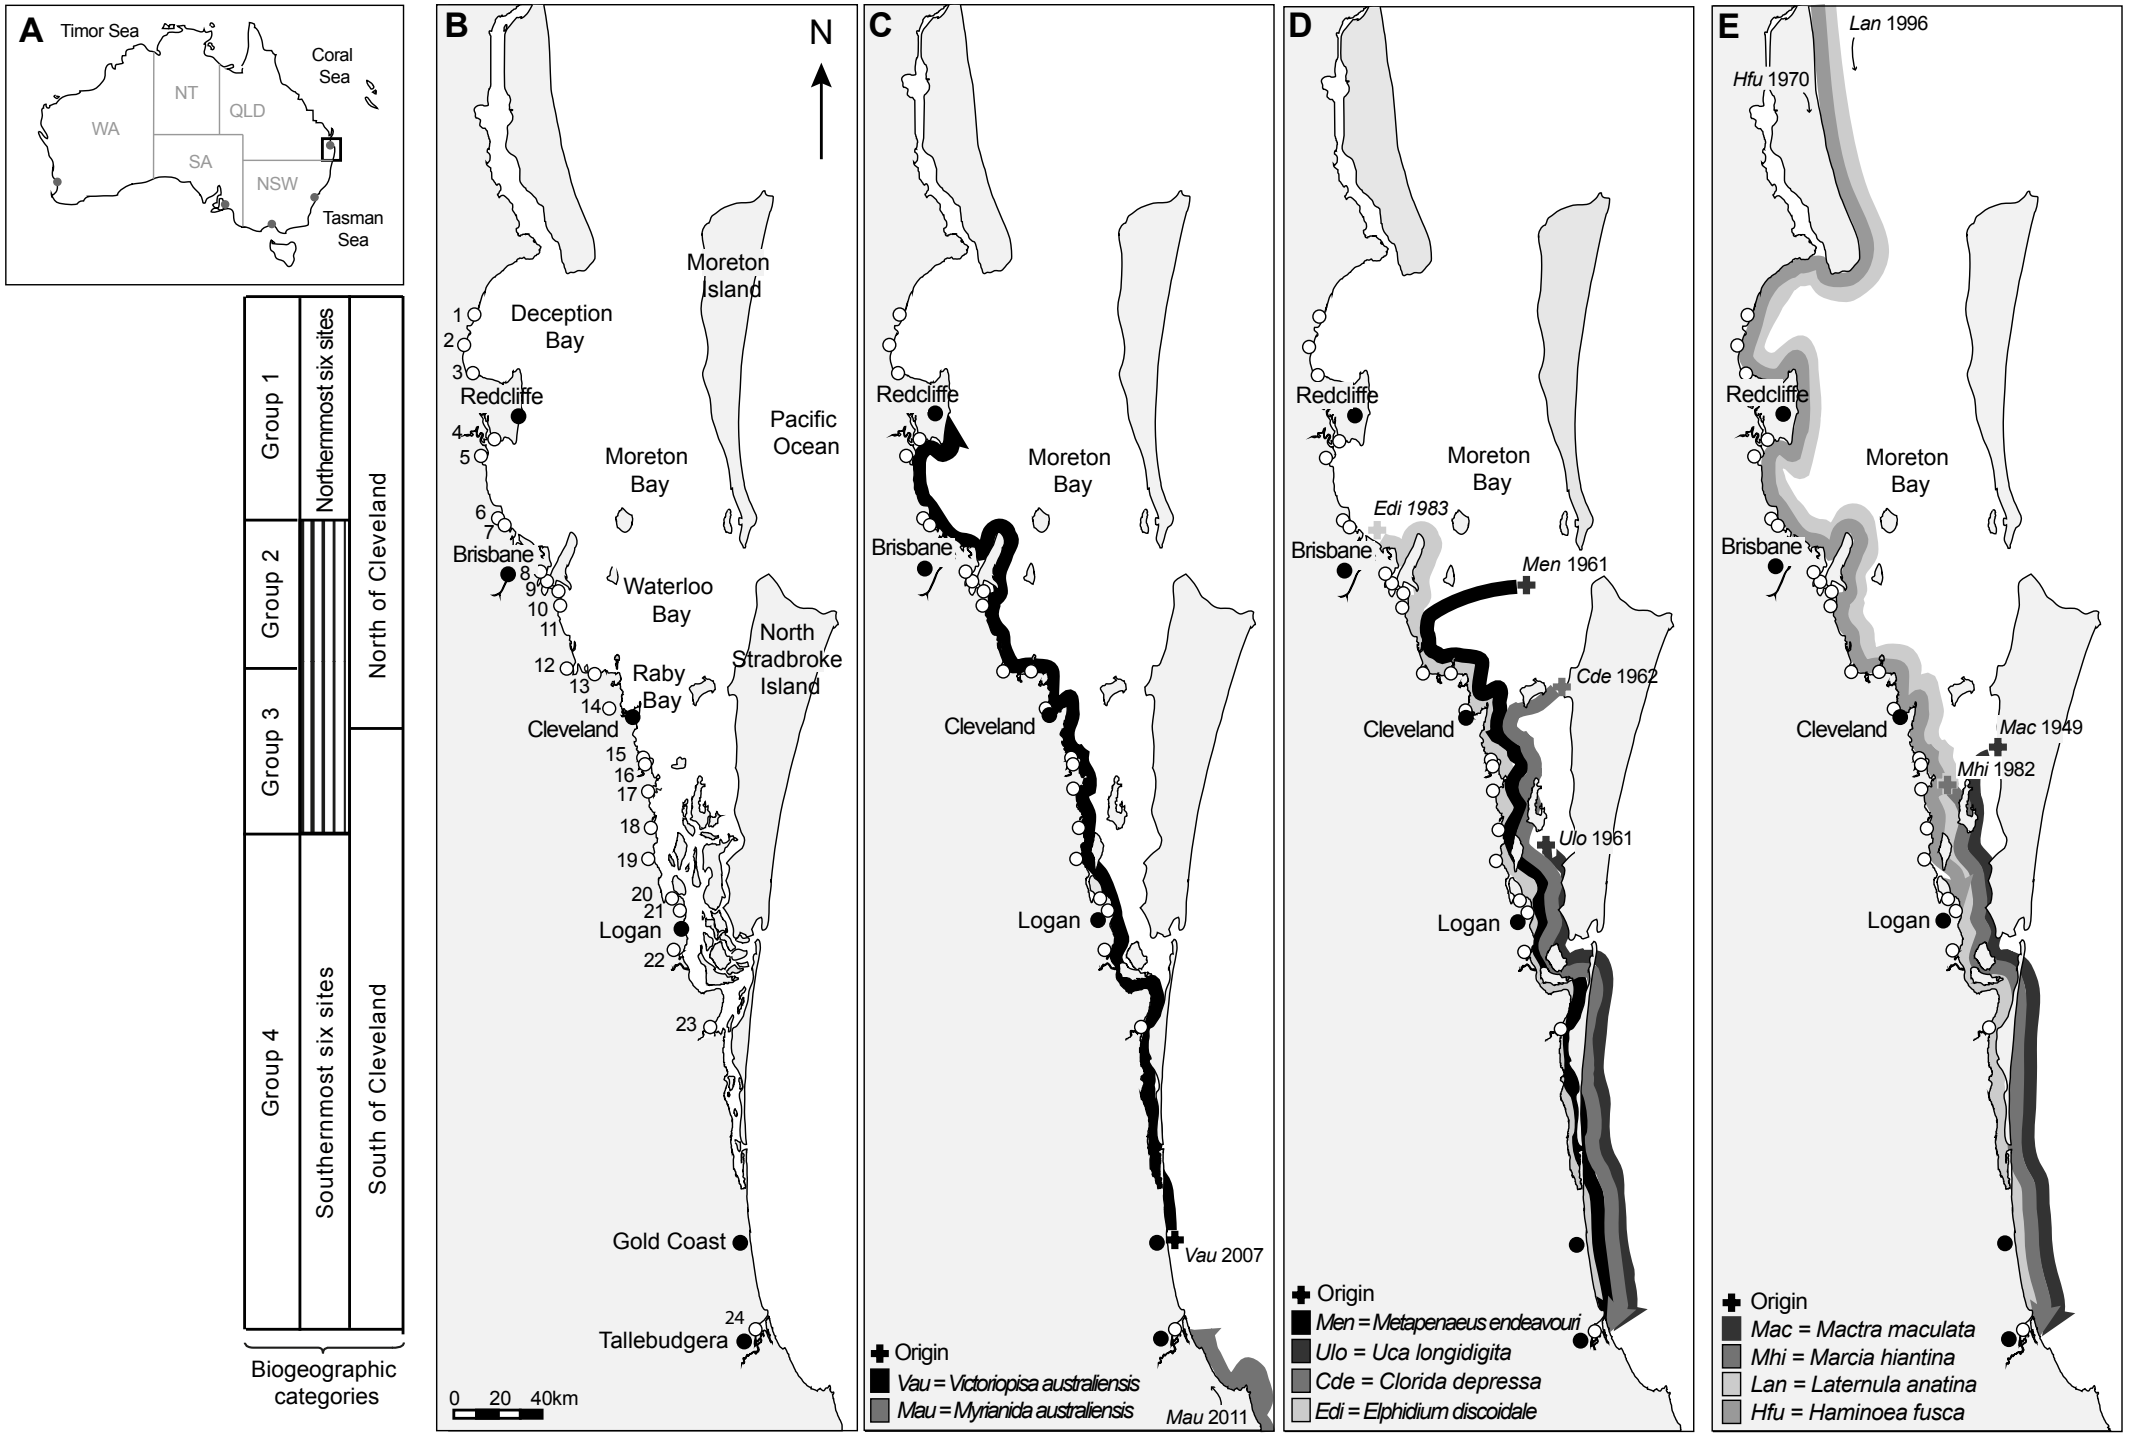 A
Timor Sea
Coral
Sea
NT
QLD
WA
SA
NSW
Tasman
Sea
Group 1
Group 2
Group 3
Group 4
Northernmost six sites
Southernmost six sites
North of Cleveland
South of Cleveland
Biogeographic
categories
B
N
Moreton
Island
1
Deception
Bay
2
3
Redcliffe
Pacific
Ocean
4
5
Moreton
Bay
6
7
Brisbane
8
9
Waterloo
Bay
10
11
North
Stradbroke
Island
12
13
Raby
Bay
14
Cleveland
15
16
17
18
19
20
21
Logan
22
23
Gold Coast
24
Tallebudgera
0 20 40km
C
Redcliffe
Moreton
Bay
Brisbane
Cleveland
Logan
Vau 2007
Origin
Vau = Victoriopisa australiensis
Mau = Myrianida australiensis
Mau 2011
D
Redcliffe
Moreton
Bay
Edi 1983
Brisbane
Men 1961
Cde 1962
Cleveland
Ulo 1961
Logan
Origin
Men = Metapenaeus endeavouri
Ulo = Uca longidigita
Cde = Clorida depressa
Edi = Elphidium discoidale
E
Lan 1996
Hfu 1970
Redcliffe
Moreton
Bay
Brisbane
Cleveland
Mac 1949
Mhi 1982
Logan
Origin
Mac = Mactra maculata
Mhi = Marcia hiantina
Lan = Laternula anatina
Hfu = Haminoea fusca